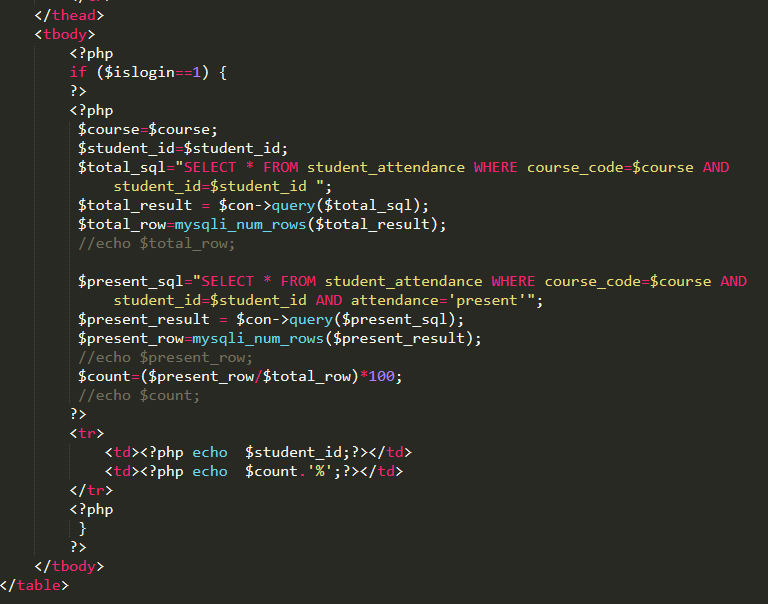 </thead>
<tbody>
<?php
if ($islogin==1) {
?>
<?php
$course=$course;
$student_id=$student_id;
$total_sql="SELECT * FROM student_attendance WHERE course_code=$course AND
student_id=$student_id ";
$total_result = $con->query($total_sql);
$total_row=mysqli_num_rows($total_result);
//echo $total_row;
$present_sql="SELECT * FROM student_attendance WHERE course_code=$course AND
student_id=$student_id AND attendance='present'";
$present_result = $con->query($present_sql);
$present_row=mysqli_num_rows($present_result);
//echo $present_row;
$count=($present_row/$total_row)*100;
//echo $count;
?>
<tr>
<td><?php echo  $student_id;?></td>
<td><?php echo  $count.'%';?></td>
</tr>
<?php
}
?>
</tbody>
</table>